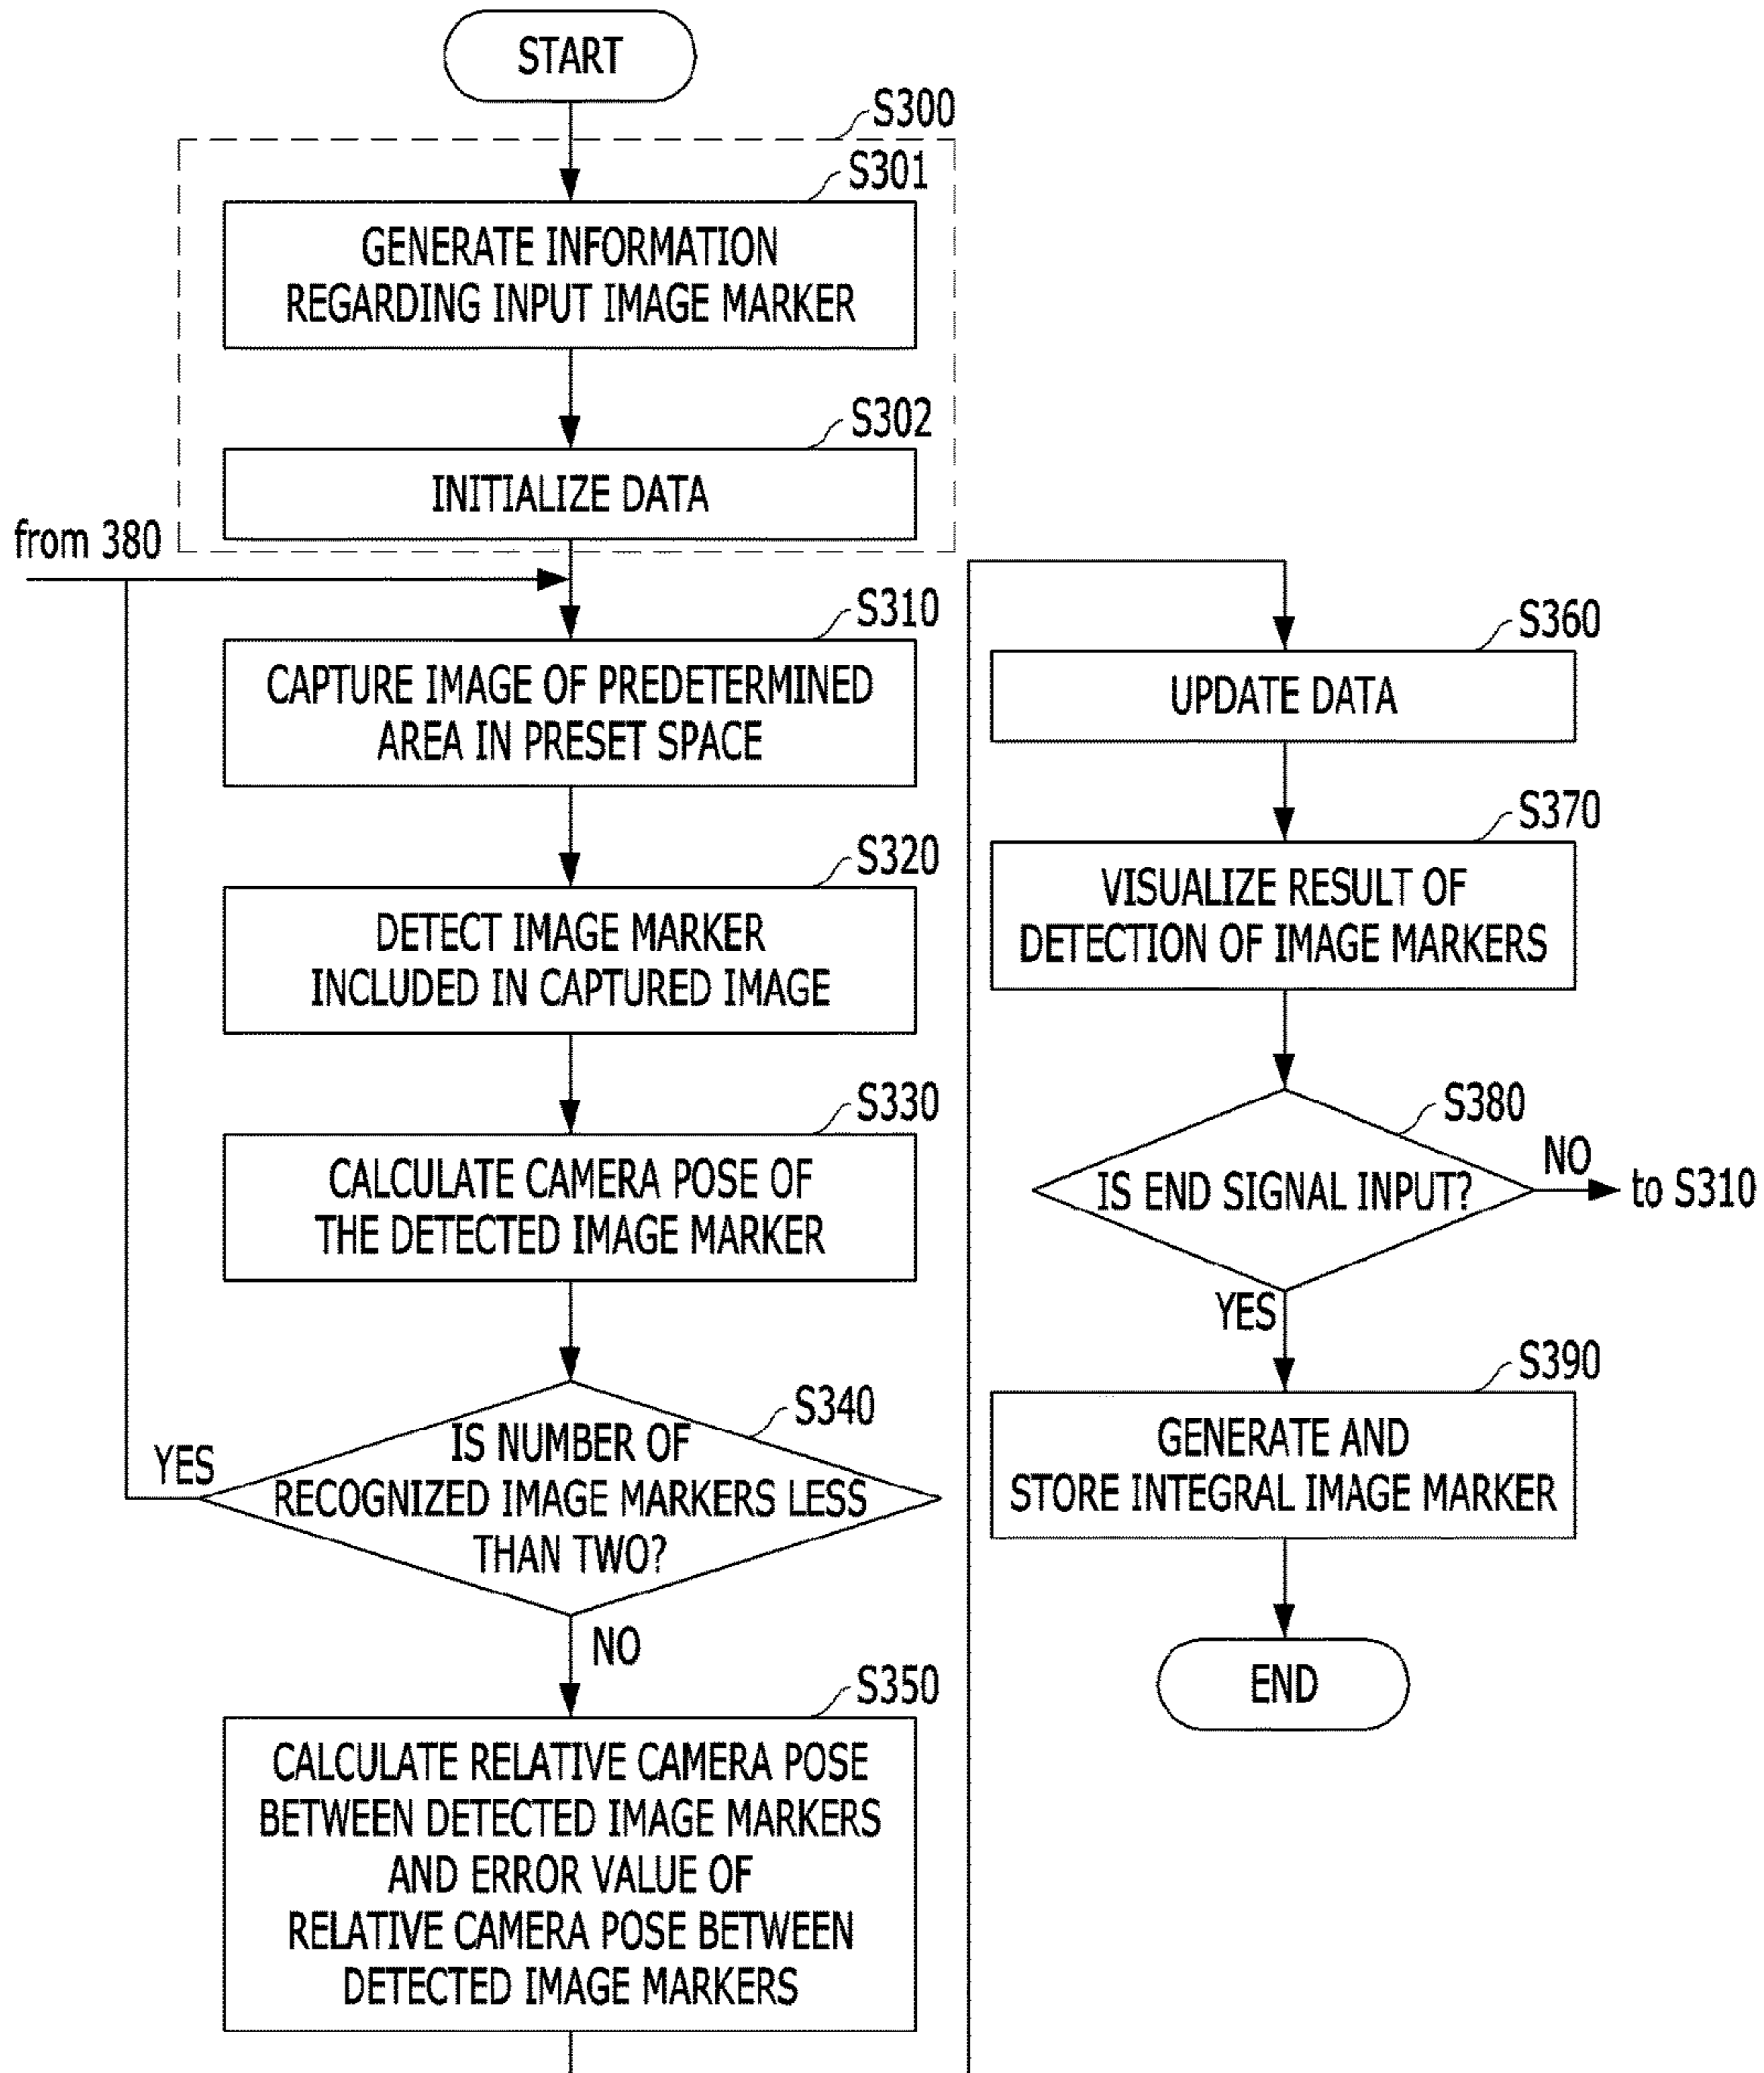 START
S300
S301
GENERATE INFORMATION
REGARDING INPUT IMAGE MARKER
S302
INITIALIZE DATA
from 380
S310
CAPTURE IMAGE OF PREDETERMINED
AREA IN PRESET SPACE
S320
DETECT IMAGE MARKER
INCLUDED IN CAPTURED IMAGE
S330
CALCULATE CAMERA POSE OF
THE DETECTED IMAGE MARKER
S340
IS NUMBER OF
RECOGNIZED IMAGE MARKERS LESS
THAN TWO?
YES
NO
S350
CALCULATE RELATIVE CAMERA POSE
BETWEEN DETECTED IMAGE MARKERS
AND ERROR VALUE OF
RELATIVE CAMERA POSE BETWEEN
DETECTED IMAGE MARKERS
S360
UPDATE DATA
S370
VISUALIZE RESULT OF
DETECTION OF IMAGE MARKERS
S380
IS END SIGNAL INPUT?
NO
to S310
YES
S390
GENERATE AND
STORE INTEGRAL IMAGE MARKER
END